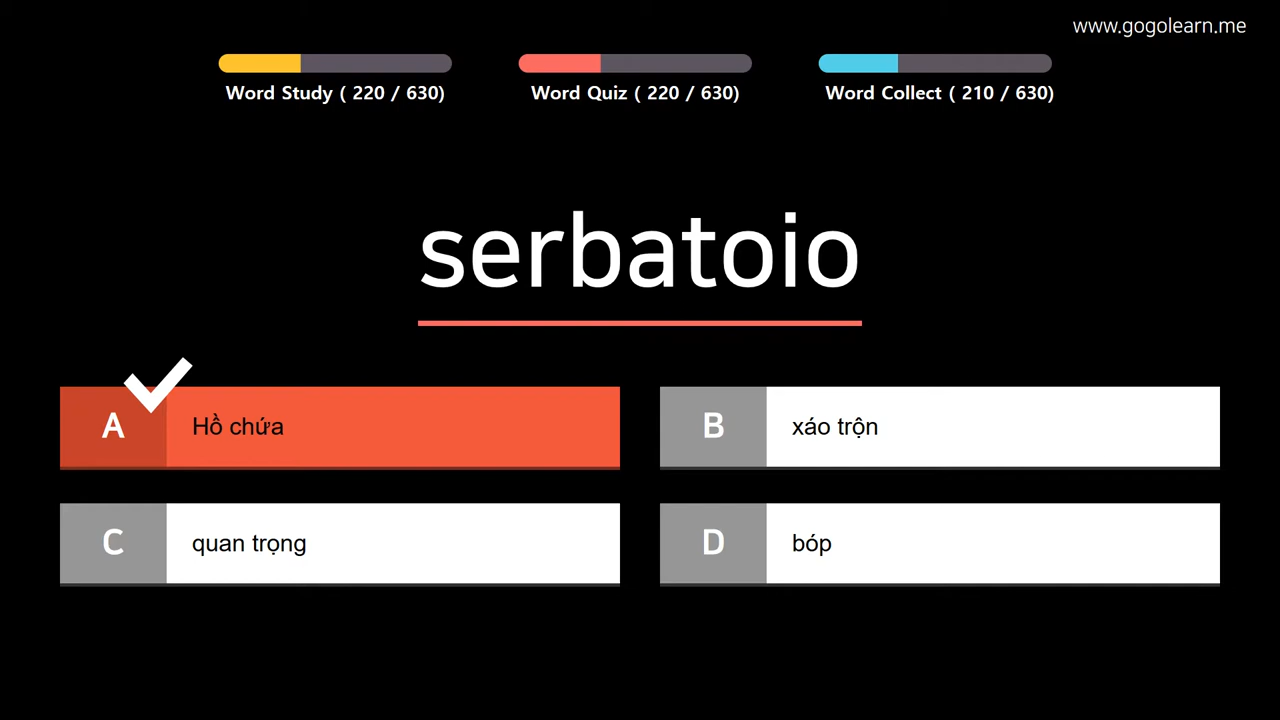 www.gogolearn.me
Word Study ( 220 / 630)
Word Quiz ( 220 / 630)
Word Collect ( 210 / 630)
serbatoio
A
Hồ chứa
B
xáo trộn
C
quan trọng
D
bóp